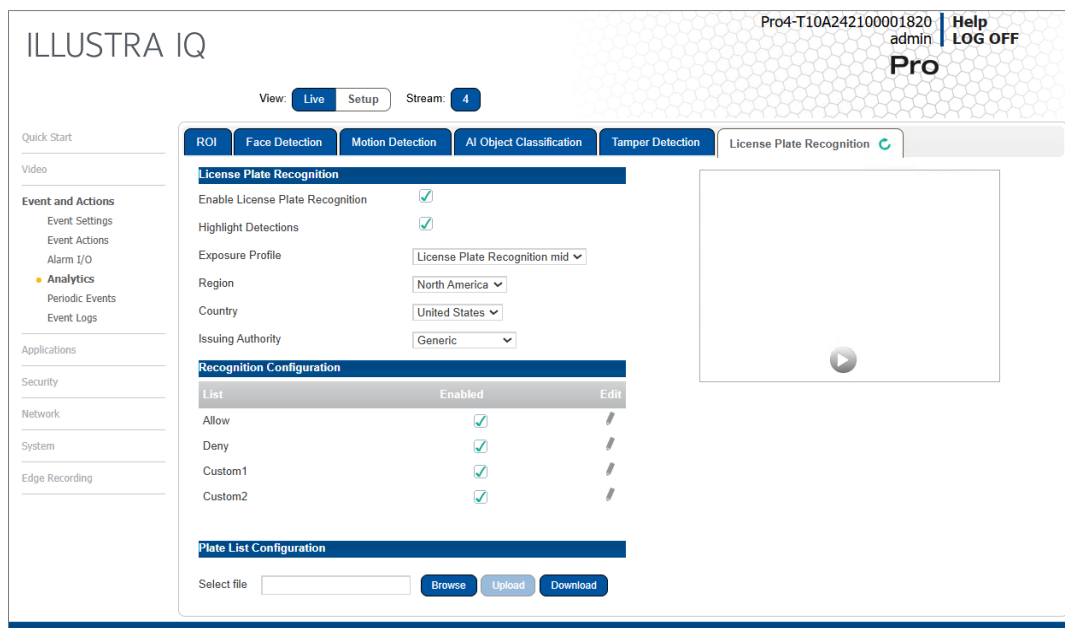 ILLUSTRA IQ
Pro4-T10A242100001820
admin
Help
LOG OFF
Pro
View: Live Setup Stream: 4
Quick Start
Video
Event and Actions
Event Settings
Event Actions
Alarm I/O
Analytics
Periodic Events
Event Logs
Applications
Security
Network
System
Edge Recording
ROI Face Detection Motion Detection AI Object Classification Tamper Detection License Plate Recognition
License Plate Recognition
Enable License Plate Recognition
Highlight Detections
Exposure Profile License Plate Recognition mid
Region North America
Country United States
Issuing Authority Generic
Recognition Configuration
List Enabled Edit
Allow
Deny
Custom1
Custom2
Plate List Configuration
Select file Browse Upload Download